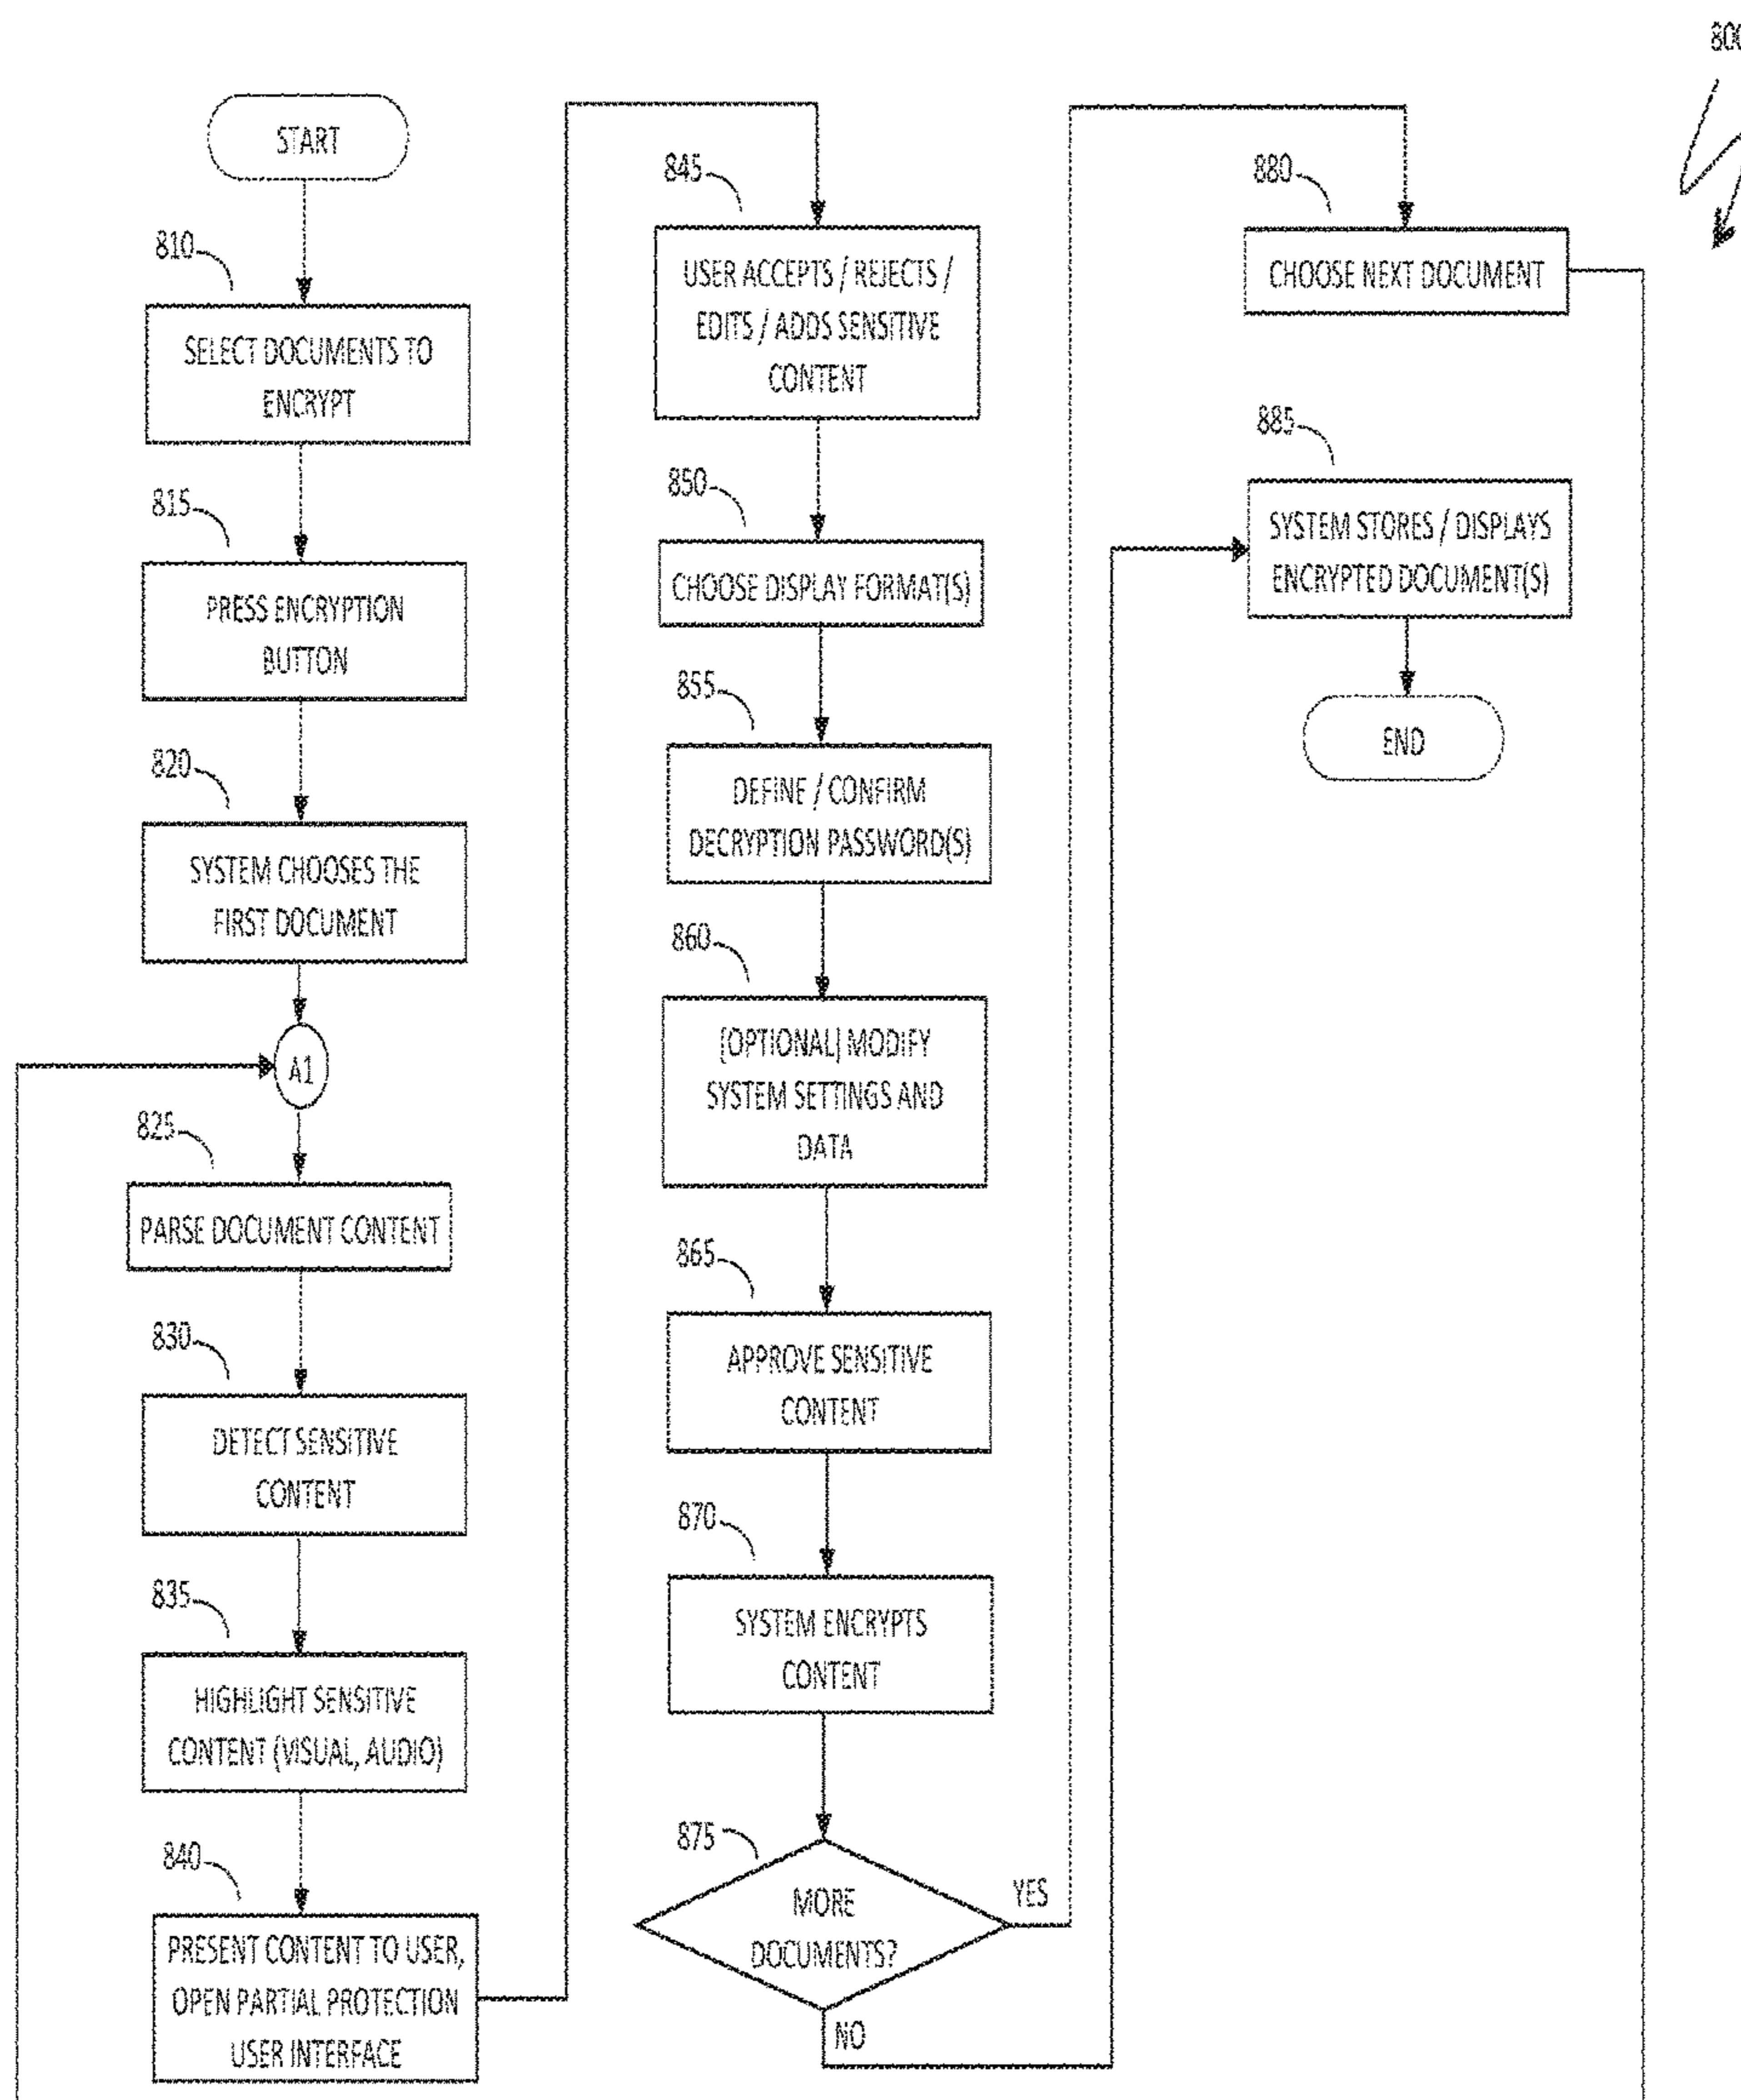 800
START
810
SELECT DOCUMENTS TO
ENCRYPT
815
PRESS ENCRYPTION
BUTTON
820
SYSTEM CHOOSES THE
FIRST DOCUMENT
A1
825
PARSE DOCUMENT CONTENT
830
DETECT SENSITIVE
CONTENT
835
HIGHLIGHT SENSITIVE
CONTENT (VISUAL, AUDIO)
840
PRESENT CONTENT TO USER,
OPEN PARTIAL PROTECTION
USER INTERFACE
845
USER ACCEPTS / REJECTS /
EDITS / ADDS SENSITIVE
CONTENT
850
CHOOSE DISPLAY FORMAT(S)
855
DEFINE / CONFIRM
DECRYPTION PASSWORD(S)
860
[OPTIONAL] MODIFY
SYSTEM SETTINGS AND
DATA
865
APPROVE SENSITIVE
CONTENT
870
SYSTEM ENCRYPTS
CONTENT
875
MORE
DOCUMENTS?
YES
NO
880
CHOOSE NEXT DOCUMENT
885
SYSTEM STORES / DISPLAYS
ENCRYPTED DOCUMENT(S)
END